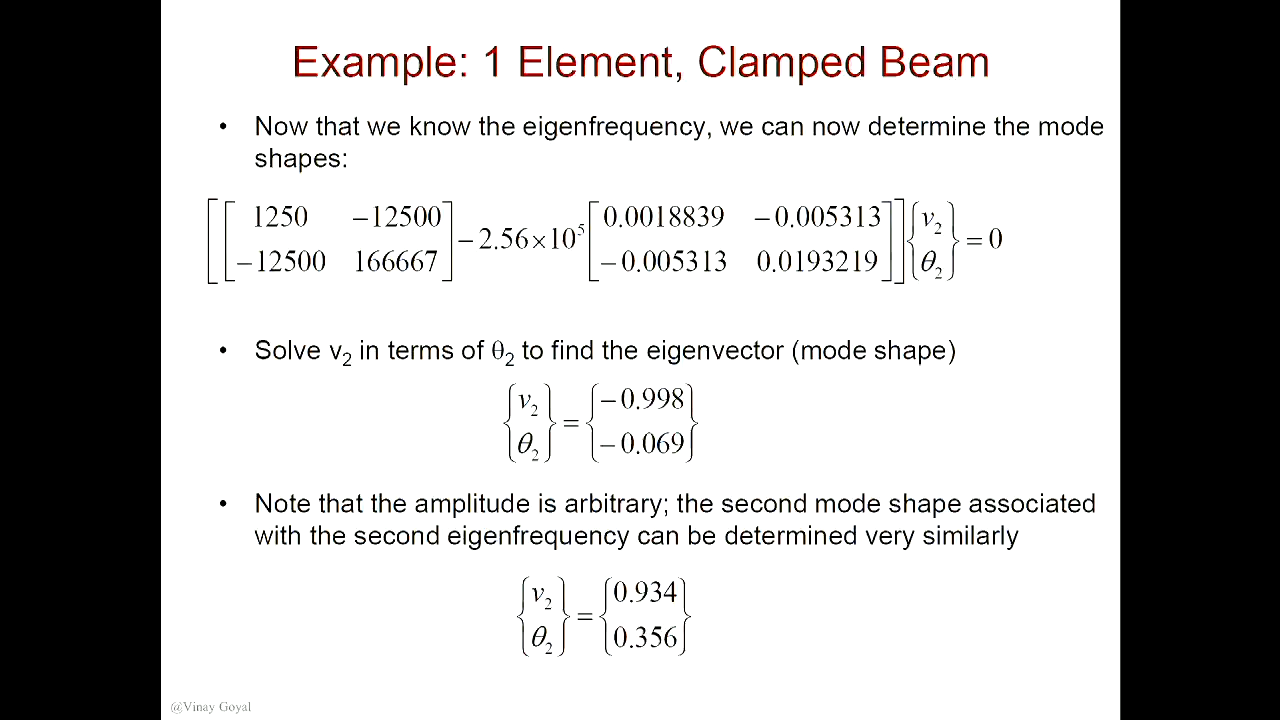 Example: 1 Element, Clamped Beam
• Now that we know the eigenfrequency, we can now determine the mode
shapes:
[[[1250 −12500; −12500 166667] − 2.56×10⁵ [0.0018839 −0.005313; −0.005313 0.0193219]] {v₂; θ₂} = 0
• Solve v₂ in terms of θ₂ to find the eigenvector (mode shape)
{v₂; θ₂} = {−0.998; −0.069}
• Note that the amplitude is arbitrary; the second mode shape associated
with the second eigenfrequency can be determined very similarly
{v₂; θ₂} = {0.934; 0.356}
@Vinay Goyal